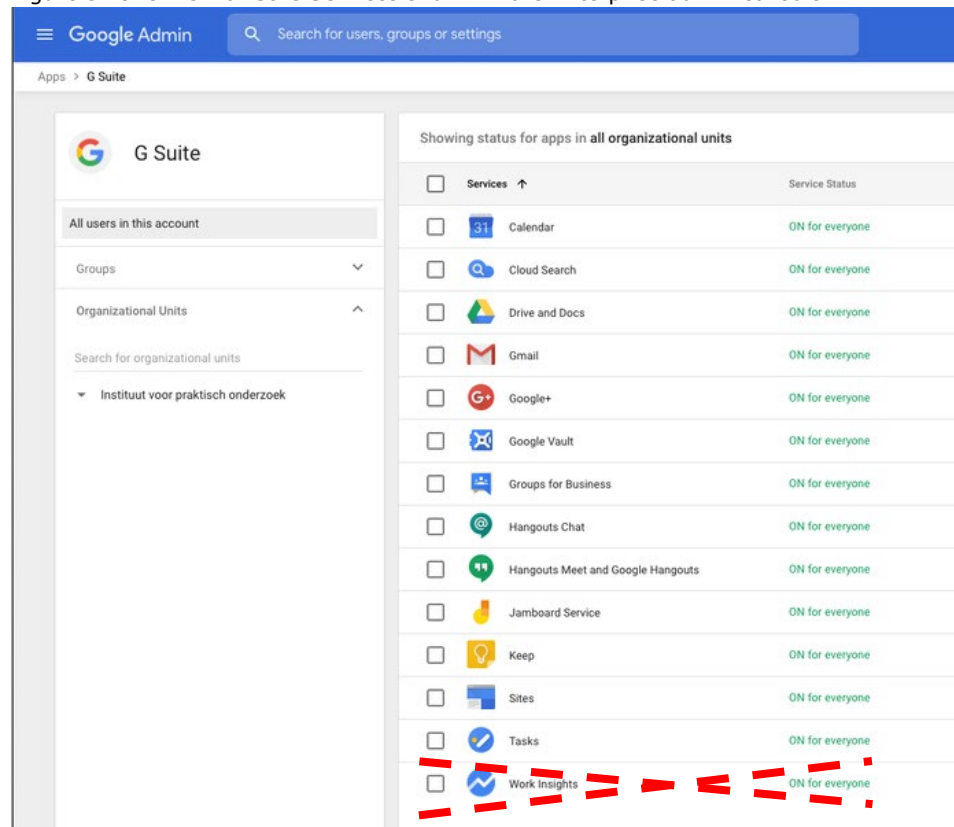 Google Admin
Search for users, groups or settings
Apps > G Suite
G Suite
All users in this account
Groups
Organizational Units
Search for organizational units
Instituut voor praktisch onderzoek
Showing status for apps in all organizational units
Services ↑ Service Status
31 Calendar ON for everyone
Cloud Search ON for everyone
Drive and Docs ON for everyone
Gmail ON for everyone
G+ Google+ ON for everyone
Google Vault ON for everyone
Groups for Business ON for everyone
Hangouts Chat ON for everyone
Hangouts Meet and Google Hangouts ON for everyone
Jamboard Service ON for everyone
Keep ON for everyone
Sites ON for everyone
Tasks ON for everyone
Work Insights ON for everyone